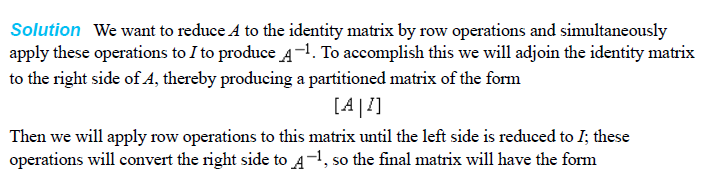 Solution We want to reduce A to the identity matrix by row operations and simultaneously
apply these operations to I to produce A⁻¹. To accomplish this we will adjoin the identity matrix
to the right side of A, thereby producing a partitioned matrix of the form
[A|I]
Then we will apply row operations to this matrix until the left side is reduced to I; these
operations will convert the right side to A⁻¹, so the final matrix will have the form